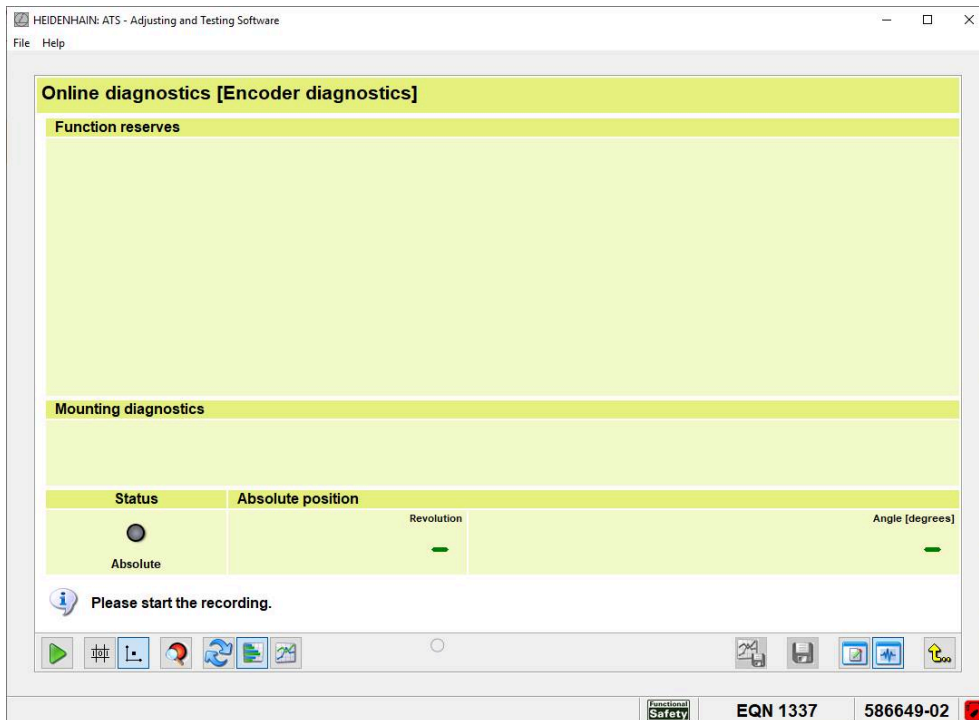 HEIDENHAIN: ATS - Adjusting and Testing Software
File Help
Online diagnostics [Encoder diagnostics]
Function reserves
Mounting diagnostics
Status Absolute position
Revolution Angle [degrees]
Absolute
Please start the recording.
Functional
Safety EQN 1337 586649-02